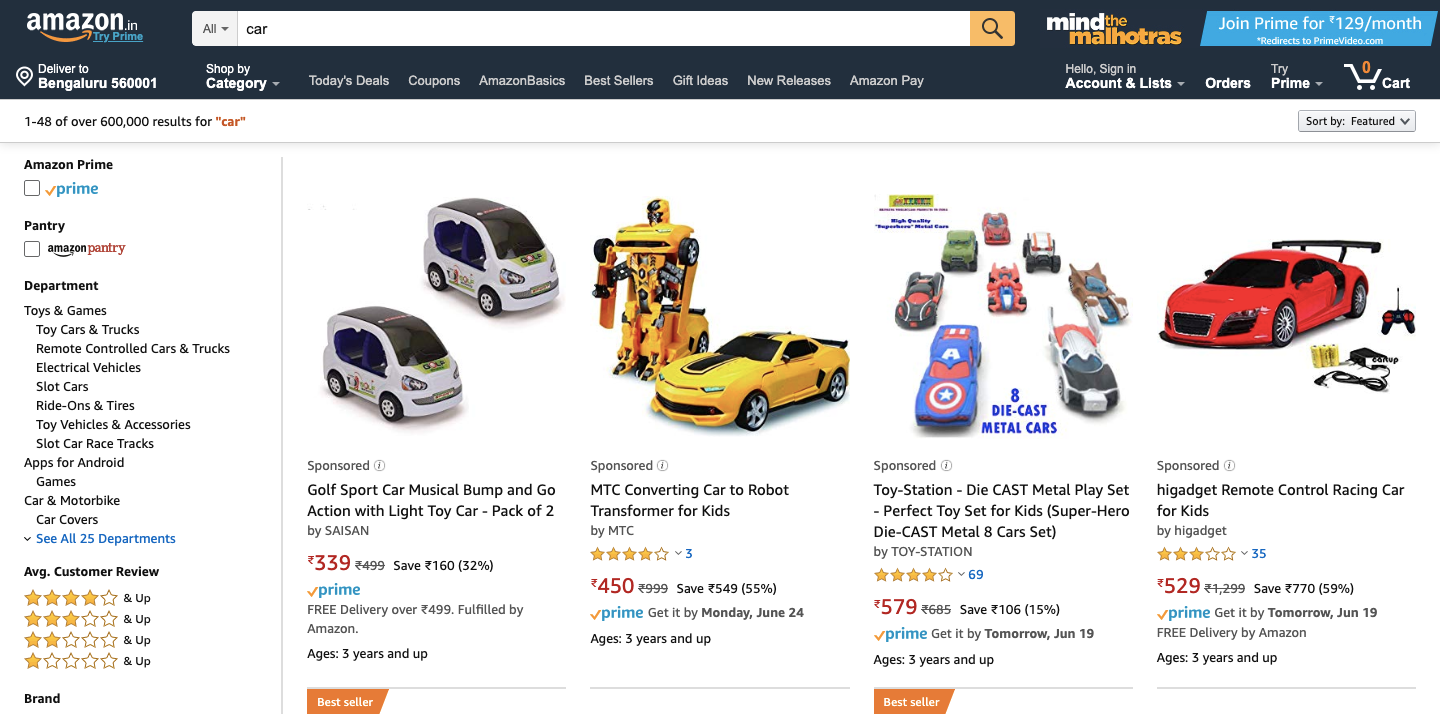 amazon.in
Try Prime
All
car
mind the malhotras
Join Prime for ₹129/month
*Redirects to PrimeVideo.com
Deliver to
Bengaluru 560001
Shop by
Category
Today's Deals Coupons AmazonBasics Best Sellers Gift Ideas New Releases Amazon Pay
Hello, Sign in
Account & Lists
Orders
Try
Prime
0
Cart
1-48 of over 600,000 results for "car"
Sort by: Featured
Amazon Prime
prime
Pantry
amazon pantry
Department
Toys & Games
Toy Cars & Trucks
Remote Controlled Cars & Trucks
Electrical Vehicles
Slot Cars
Ride-Ons & Tires
Toy Vehicles & Accessories
Slot Car Race Tracks
Apps for Android
Games
Car & Motorbike
Car Covers
See All 25 Departments
Avg. Customer Review
& Up
& Up
& Up
& Up
Brand
Sponsored
Golf Sport Car Musical Bump and Go
Action with Light Toy Car - Pack of 2
by SAISAN
₹339 ₹499 Save ₹160 (32%)
prime
FREE Delivery over ₹499. Fulfilled by
Amazon.
Ages: 3 years and up
Best seller
Sponsored
MTC Converting Car to Robot
Transformer for Kids
by MTC
3
₹450 ₹999 Save ₹549 (55%)
prime Get it by Monday, June 24
Ages: 3 years and up
High Quality
"Superhero" Metal Cars
8
DIE-CAST
METAL CARS
Sponsored
Toy-Station - Die CAST Metal Play Set
- Perfect Toy Set for Kids (Super-Hero
Die-CAST Metal 8 Cars Set)
by TOY-STATION
69
₹579 ₹685 Save ₹106 (15%)
prime Get it by Tomorrow, Jun 19
Ages: 3 years and up
Best seller
Sponsored
higadget Remote Control Racing Car
for Kids
by higadget
35
₹529 ₹1,299 Save ₹770 (59%)
prime Get it by Tomorrow, Jun 19
FREE Delivery by Amazon
Ages: 3 years and up